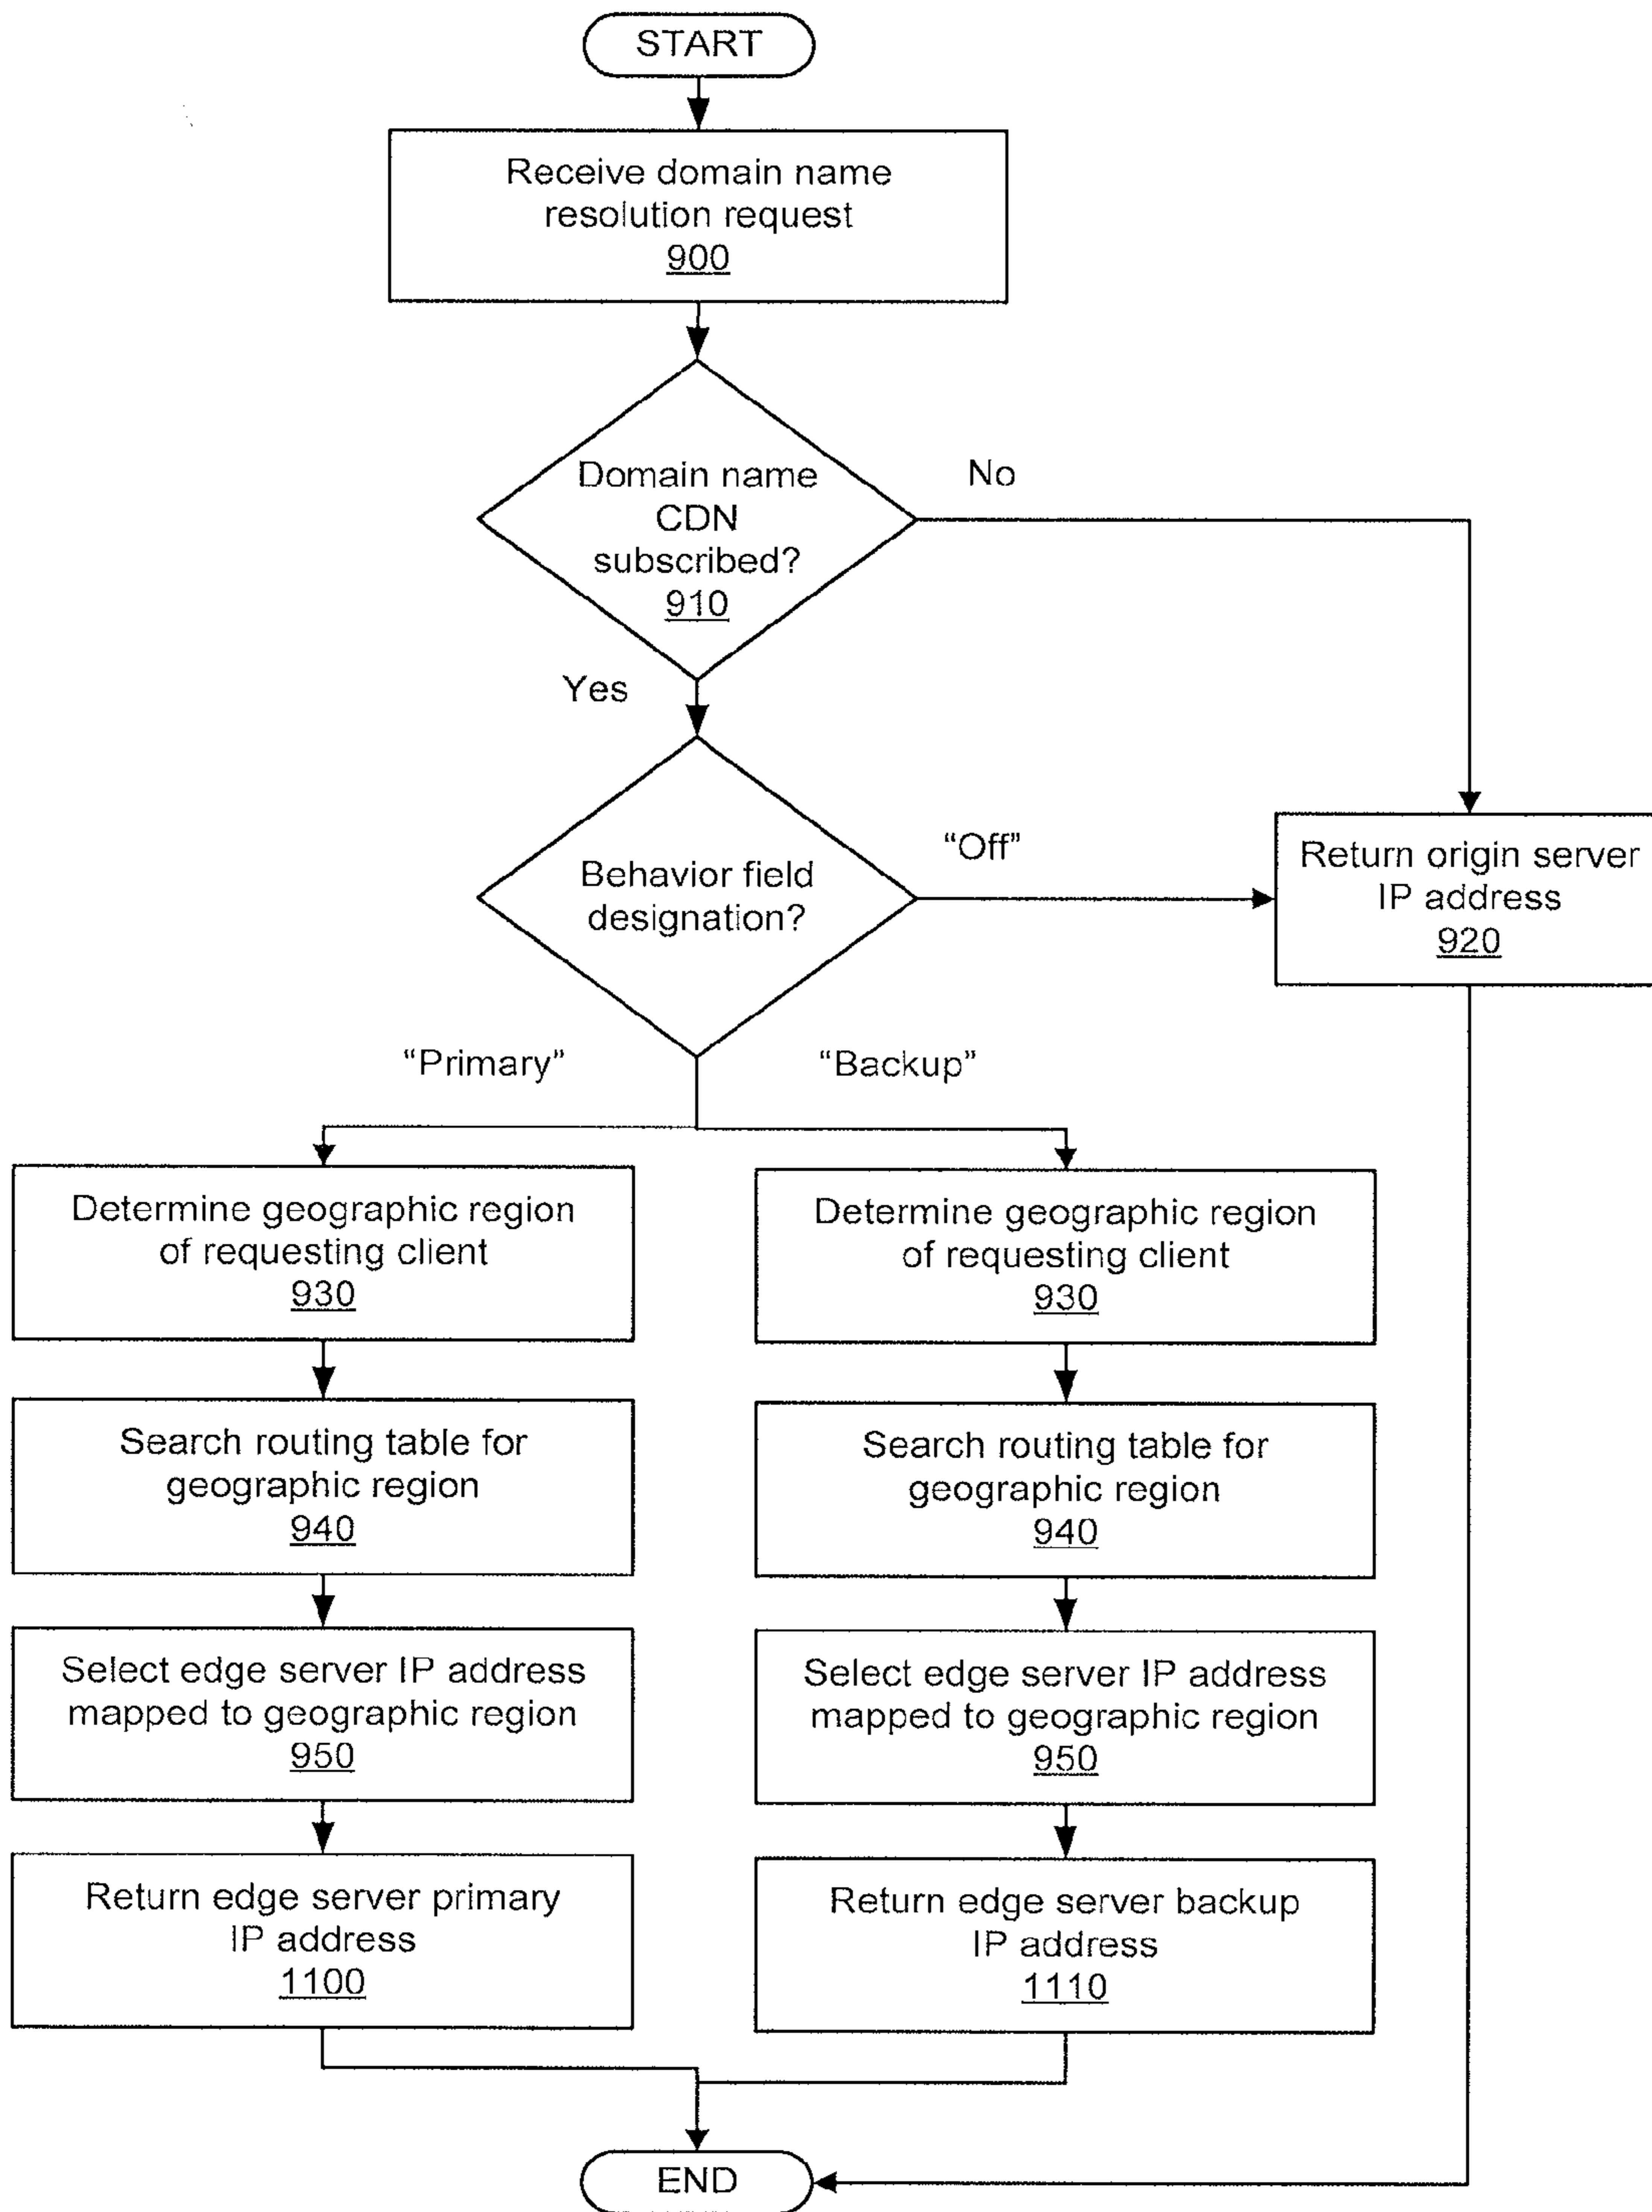 START
Receive domain name
resolution request
900
Domain name
CDN
subscribed?
910
No
Yes
Behavior field
designation?
“Off”
Return origin server
IP address
920
“Primary”
“Backup”
Determine geographic region
of requesting client
930
Search routing table for
geographic region
940
Select edge server IP address
mapped to geographic region
950
Return edge server primary
IP address
1100
Determine geographic region
of requesting client
930
Search routing table for
geographic region
940
Select edge server IP address
mapped to geographic region
950
Return edge server backup
IP address
1110
END